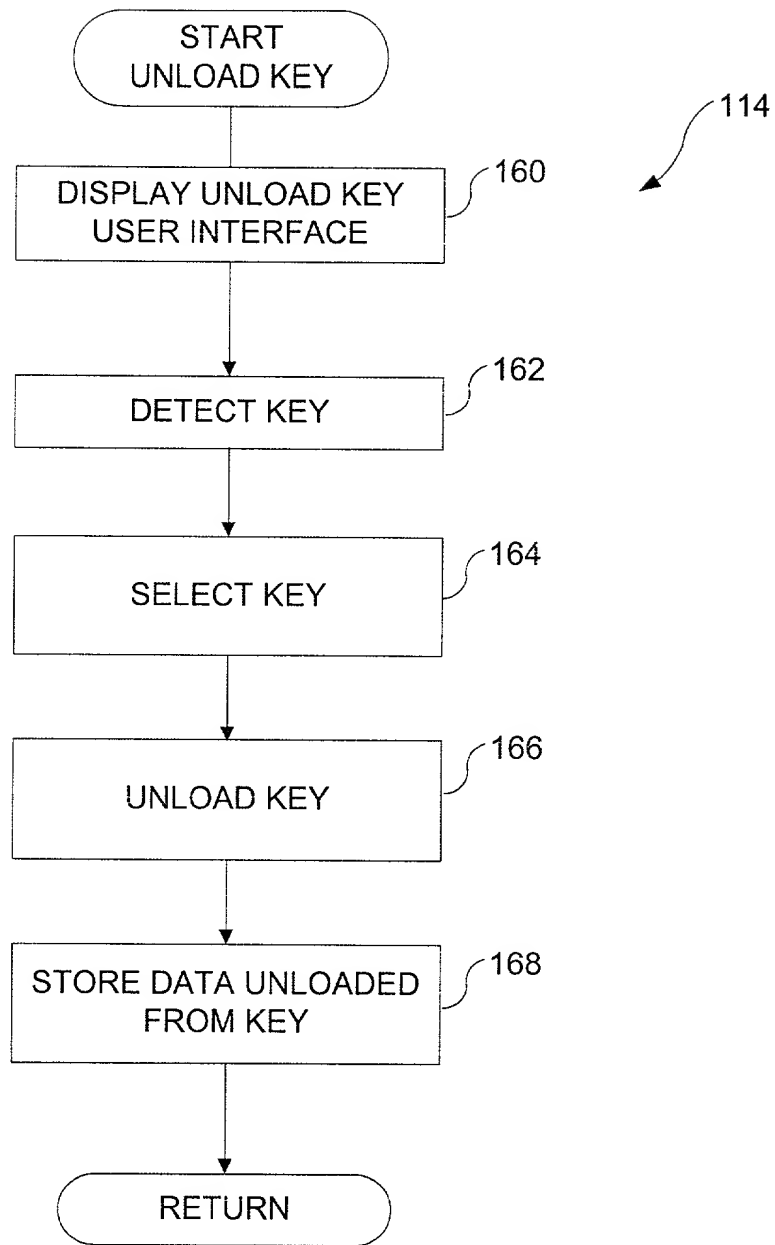 START
UNLOAD KEY
114
160
DISPLAY UNLOAD KEY
USER INTERFACE
162
DETECT KEY
164
SELECT KEY
166
UNLOAD KEY
168
STORE DATA UNLOADED
FROM KEY
RETURN